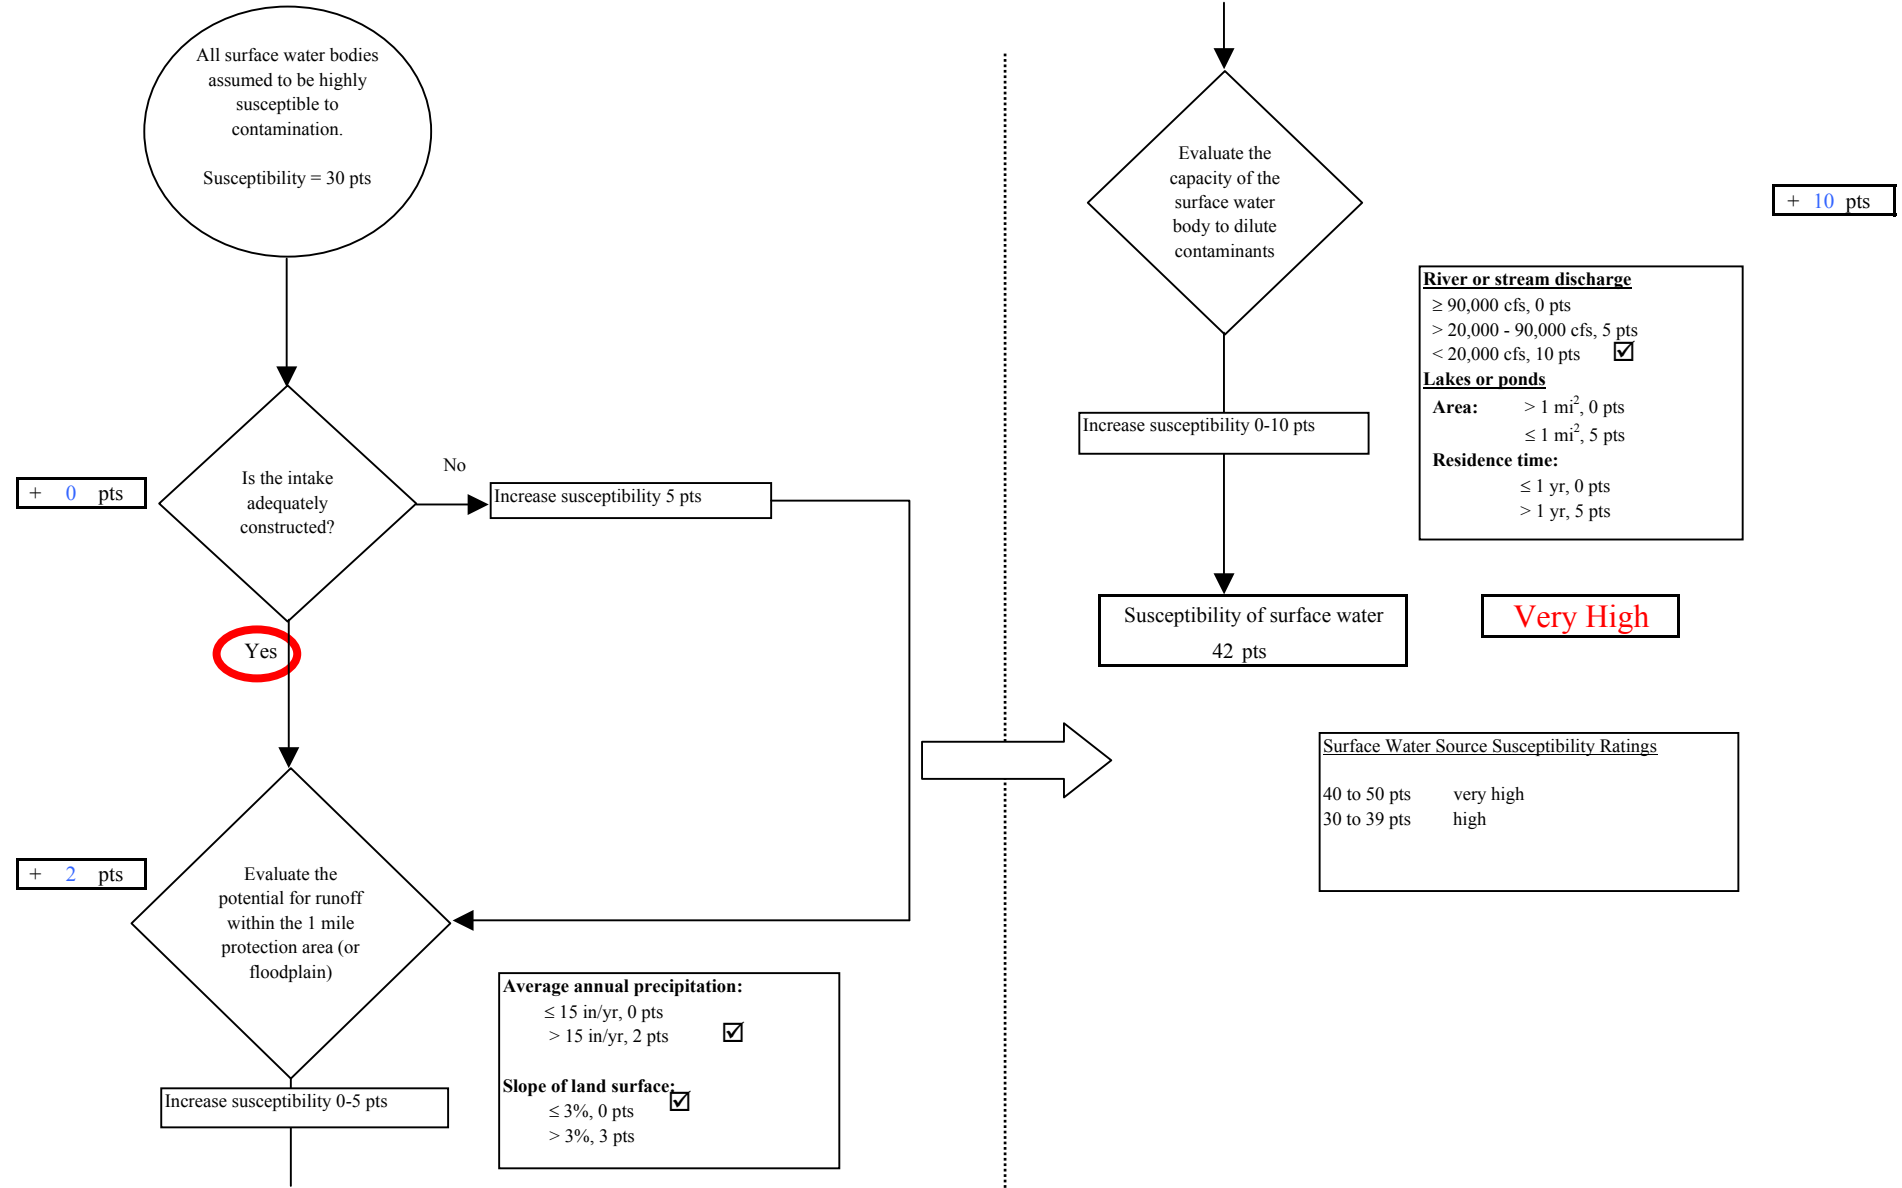 All surface water bodies
assumed to be highly
susceptible to
contamination.
Susceptibility = 30 pts
+ 0 pts
Is the intake
adequately
constructed?
No
Increase susceptibility 5 pts
Yes
+ 2 pts
Evaluate the
potential for runoff
within the 1 mile
protection area (or
floodplain)
Average annual precipitation:
≤ 15 in/yr, 0 pts
> 15 in/yr, 2 pts ☑
Slope of land surface:
≤ 3%, 0 pts ☑
> 3%, 3 pts
Increase susceptibility 0-5 pts
Evaluate the
capacity of the
surface water
body to dilute
contaminants
+ 10 pts
River or stream discharge
≥ 90,000 cfs, 0 pts
> 20,000 - 90,000 cfs, 5 pts
< 20,000 cfs, 10 pts ☑
Lakes or ponds
Area: > 1 mi², 0 pts
≤ 1 mi², 5 pts
Residence time:
≤ 1 yr, 0 pts
> 1 yr, 5 pts
Increase susceptibility 0-10 pts
Susceptibility of surface water
42 pts
Very High
Surface Water Source Susceptibility Ratings
40 to 50 pts very high
30 to 39 pts high